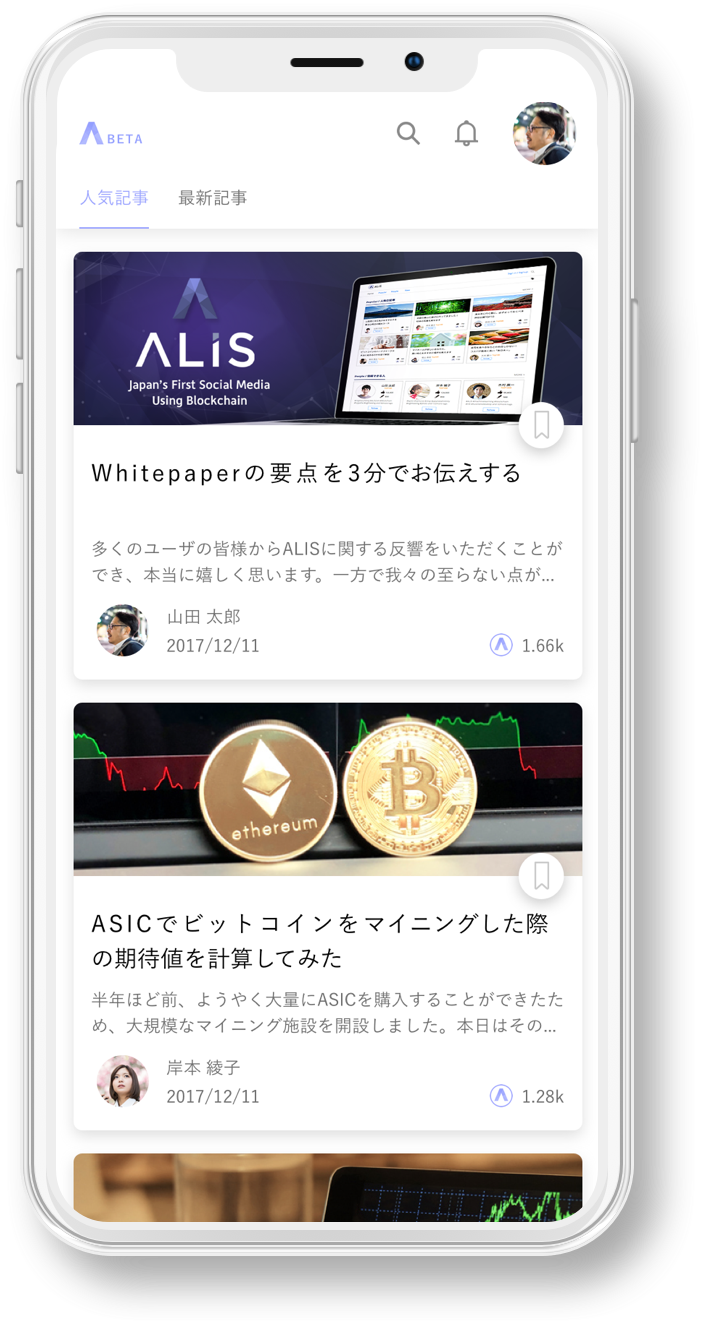 BETA
人気記事 最新記事
ALIS
Japan's First Social Media
Using Blockchain
Whitepaperの要点を3分でお伝えする
多くのユーザの皆様からALISに関する反響をいただくことが
でき、本当に嬉しく思います。一方で我々の至らない点が...
山田 太郎
2017/12/11
1.66k
ethereum
ASICでビットコインをマイニングした際
の期待値を計算してみた
半年ほど前、ようやく大量にASICを購入することができたた
め、大規模なマイニング施設を開設しました。本日はその...
岸本 綾子
2017/12/11
1.28k